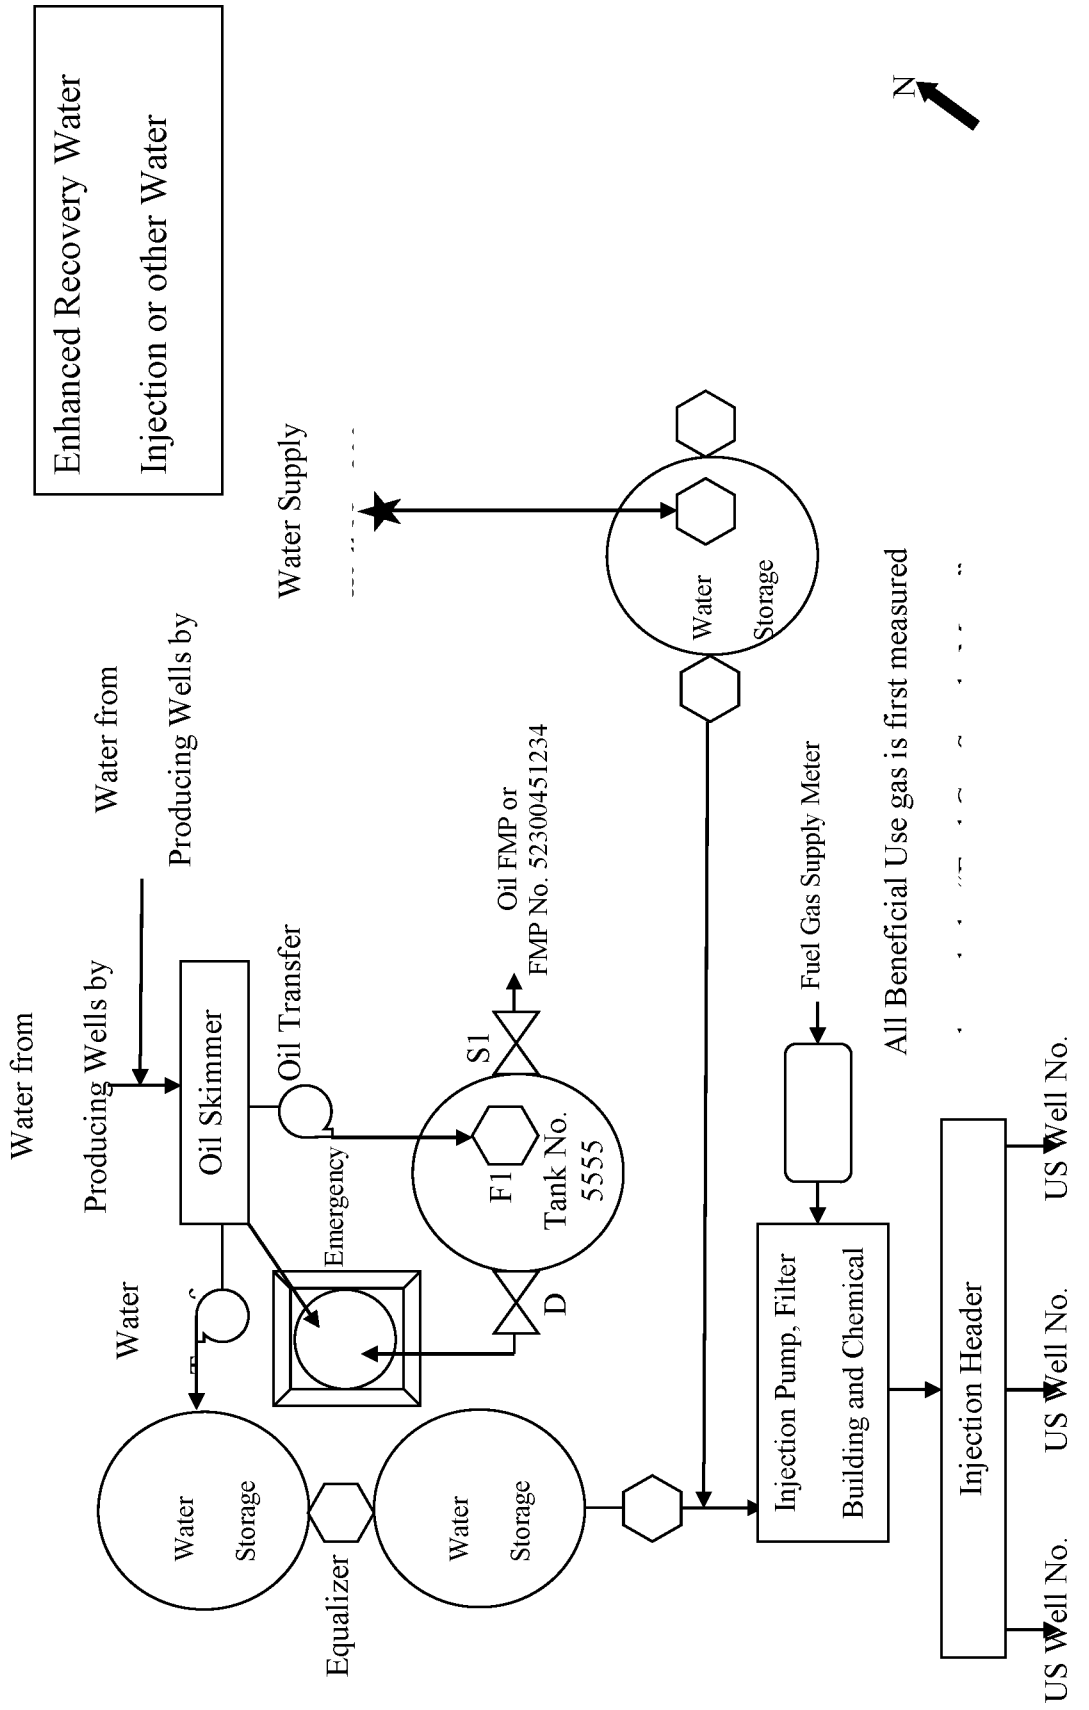 Enhanced Recovery Water
Injection or other Water
N
Water from
Producing Wells by
Water from
Producing Wells by
Water Supply
Water
Oil Skimmer
Oil Transfer
Emergency
Oil FMP or
FMP No. 52300451234
S1
F1
Tank No.
5555
D
Water
Storage
Water
Storage
Equalizer
Water
Storage
Fuel Gas Supply Meter
All Beneficial Use gas is first measured
Injection Pump, Filter
Building and Chemical
Injection Header
US Well No.
US Well No.
US Well No.